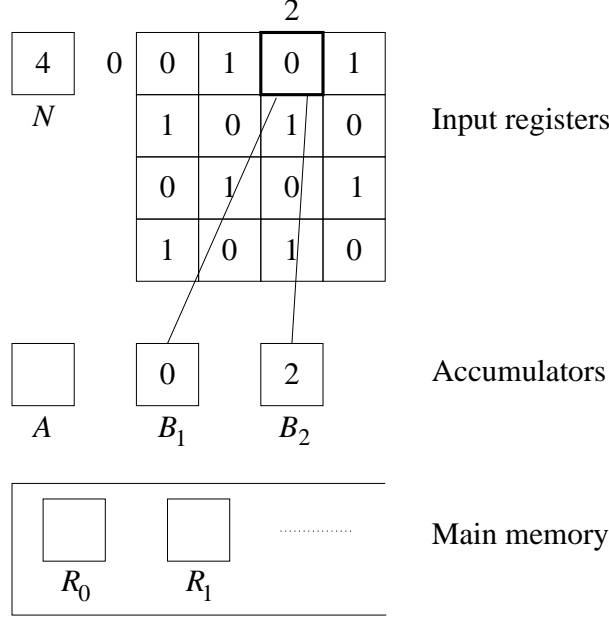 2
4 0 0 1 0 1
N 1 0 1 0 Input registers
0 1 0 1
1 0 1 0
0 2 Accumulators
A B1 B2
Main memory
R0 R1